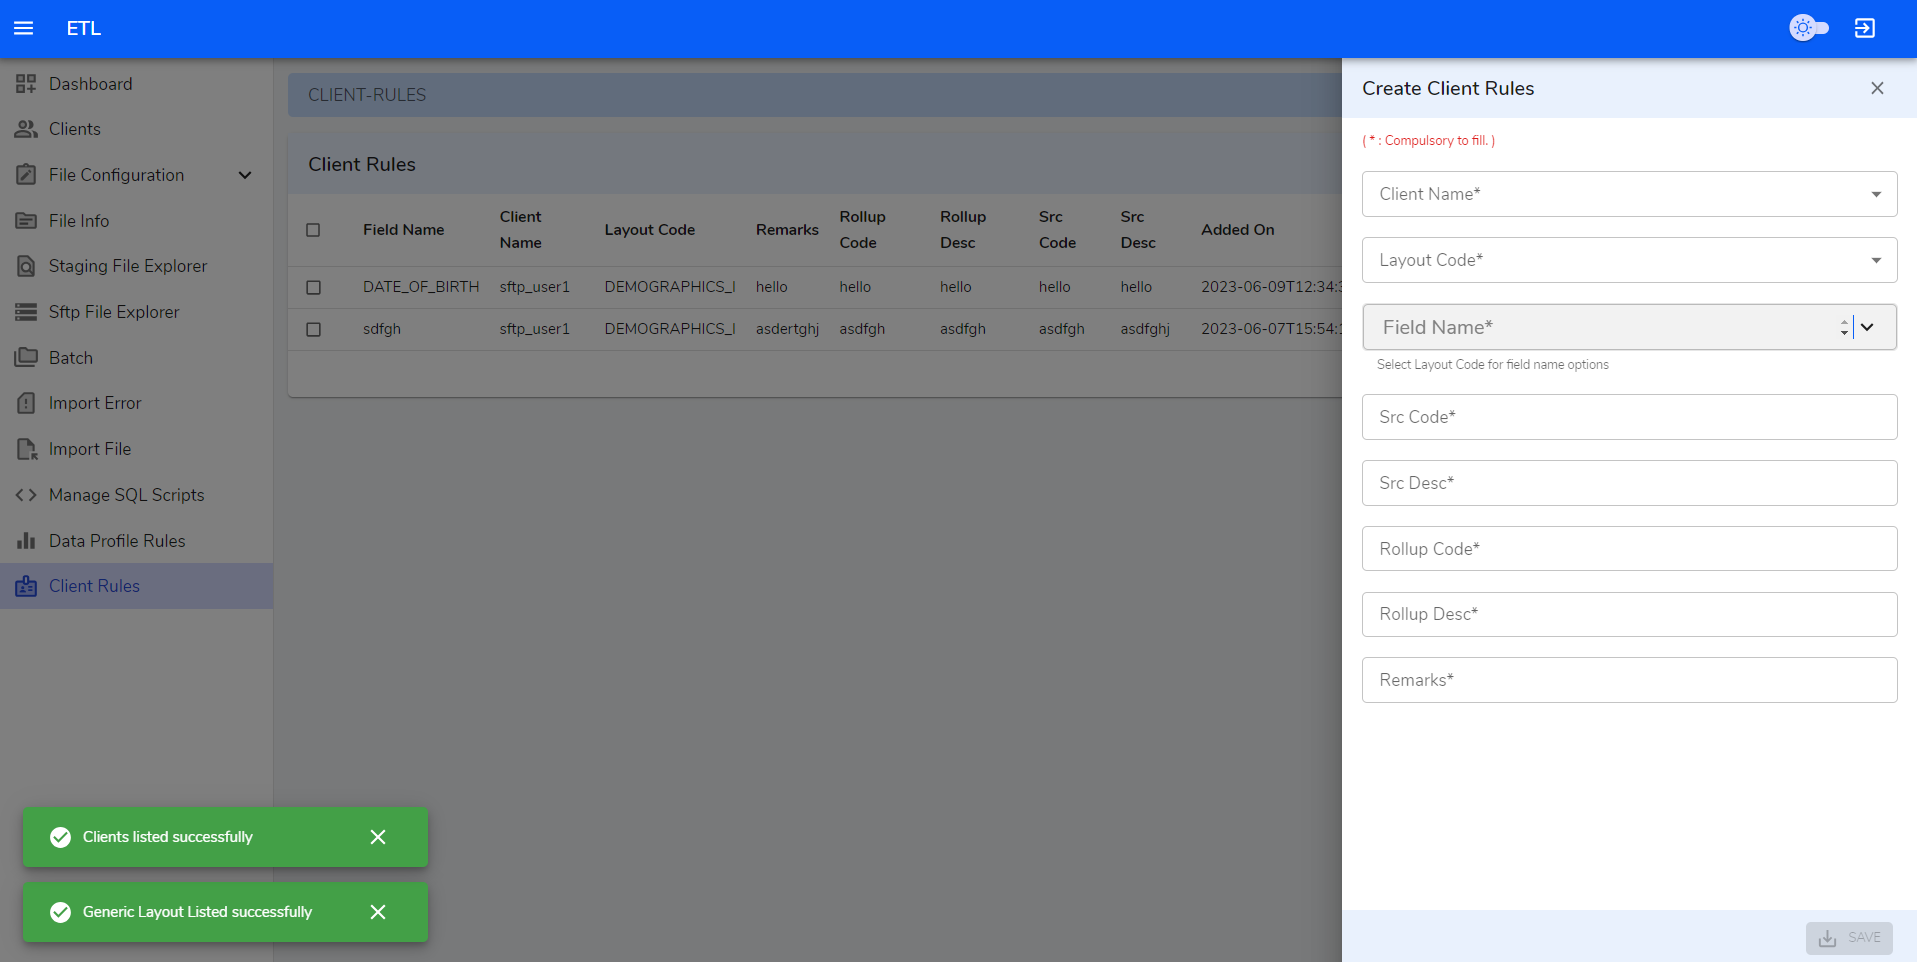 ETL
Dashboard
Clients
File Configuration
File Info
Staging File Explorer
Sftp File Explorer
Batch
Import Error
Import File
Manage SQL Scripts
Data Profile Rules
Client Rules
CLIENT-RULES
Client Rules
Field Name Client Name Layout Code Remarks Rollup Code Rollup Desc Src Code Src Desc Added On
DATE_OF_BIRTH sftp_user1 DEMOGRAPHICS_I hello hello hello hello hello 2023-06-09T12:34:3
sdfgh sftp_user1 DEMOGRAPHICS_I asdertghj asdfgh asdfgh asdfgh asdfghj 2023-06-07T15:54:1
Create Client Rules
( * : Compulsory to fill. )
Client Name*
Layout Code*
Field Name*
Select Layout Code for field name options
Src Code*
Src Desc*
Rollup Code*
Rollup Desc*
Remarks*
SAVE
Clients listed successfully
Generic Layout Listed successfully